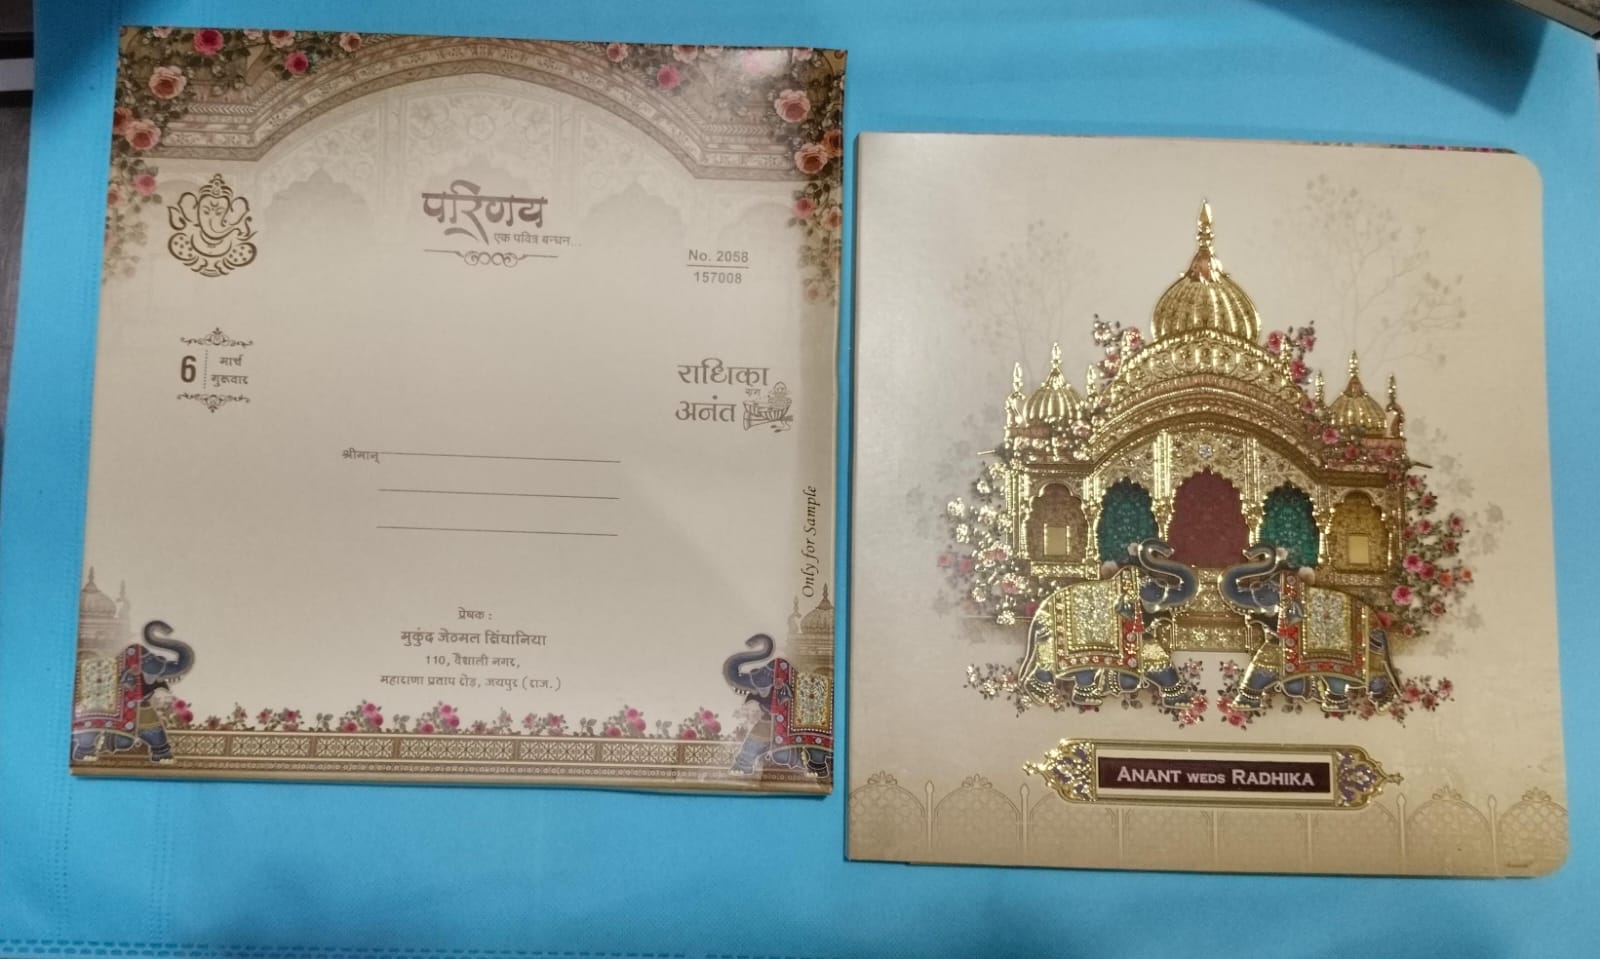 परिणय
एक पवित्र बन्धन...
No. 2058
157008
6 मार्च
गुरूवार
राधिका
संग
अनंत
श्रीमान्
Only for Sample
प्रेषक :
मुकुंद जेठमल सिंघानिया
110, वैशाली नगर,
महाराणा प्रताप रोड़, जयपुर (राज.)
ANANT WEDS RADHIKA